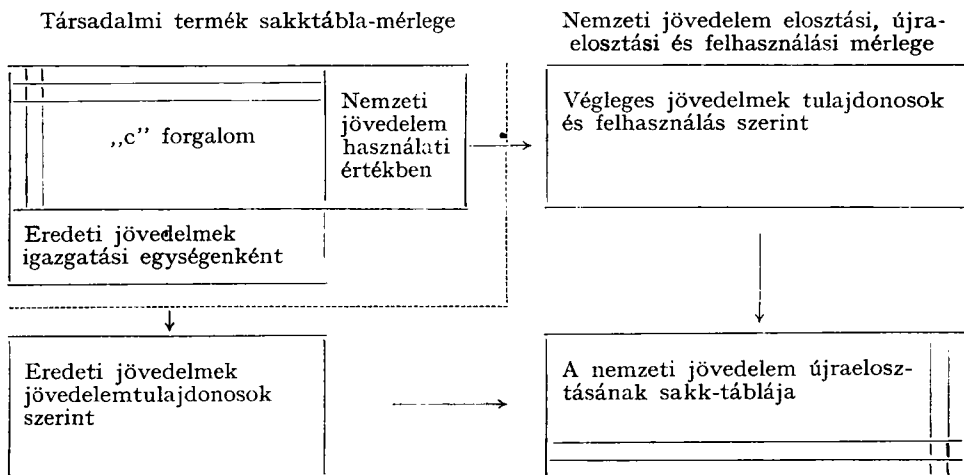 Társadalmi termék sakktábla-mérlege
Nemzeti jövedelem elosztási, újra-
elosztási és felhasználási mérlege
„c” forgalom
Nemzeti
jövedelem
használati
értékben
Végleges jövedelmek tulajdonosok
és felhasználás szerint
Eredeti jövedelmek
igazgatási egységenként
Eredeti jövedelmek
jövedelemtulajdonosok
szerint
A nemzeti jövedelem újraelosz-
tásának sakk-táblája